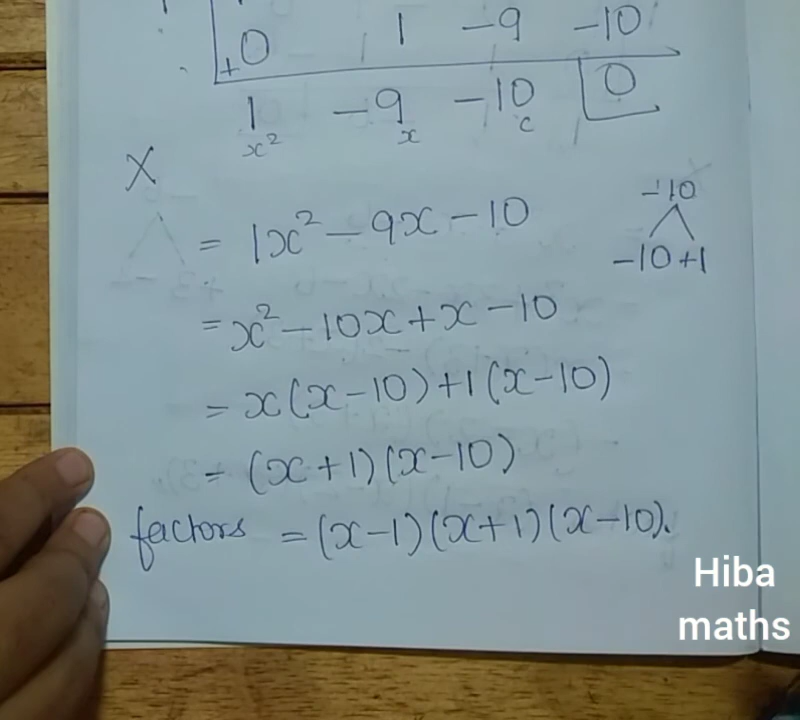 + 0 1 -9 -10
1 -9 -10 0
x² x c
X
-10
= 1x² - 9x - 10
-10 +1
= x² - 10x + x - 10
= x(x-10) + 1(x-10)
= (x+1)(x-10)
factors = (x-1)(x+1)(x-10).
Hiba
maths